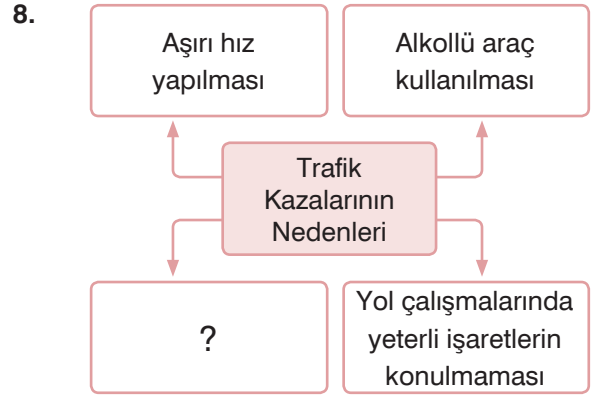 8.
Aşırı hız
yapılması
Alkollü araç
kullanılması
Trafik
Kazalarının
Nedenleri
?
Yol çalışmalarında
yeterli işaretlerin
konulmaması